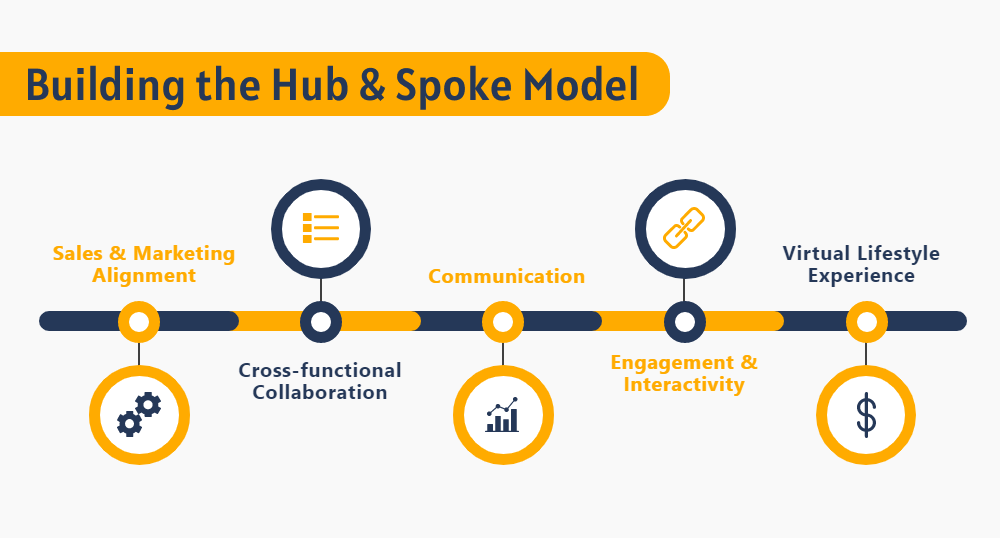 Building the Hub & Spoke Model
Sales & Marketing
Alignment
Cross-functional
Collaboration
Communication
Engagement &
Interactivity
Virtual Lifestyle
Experience